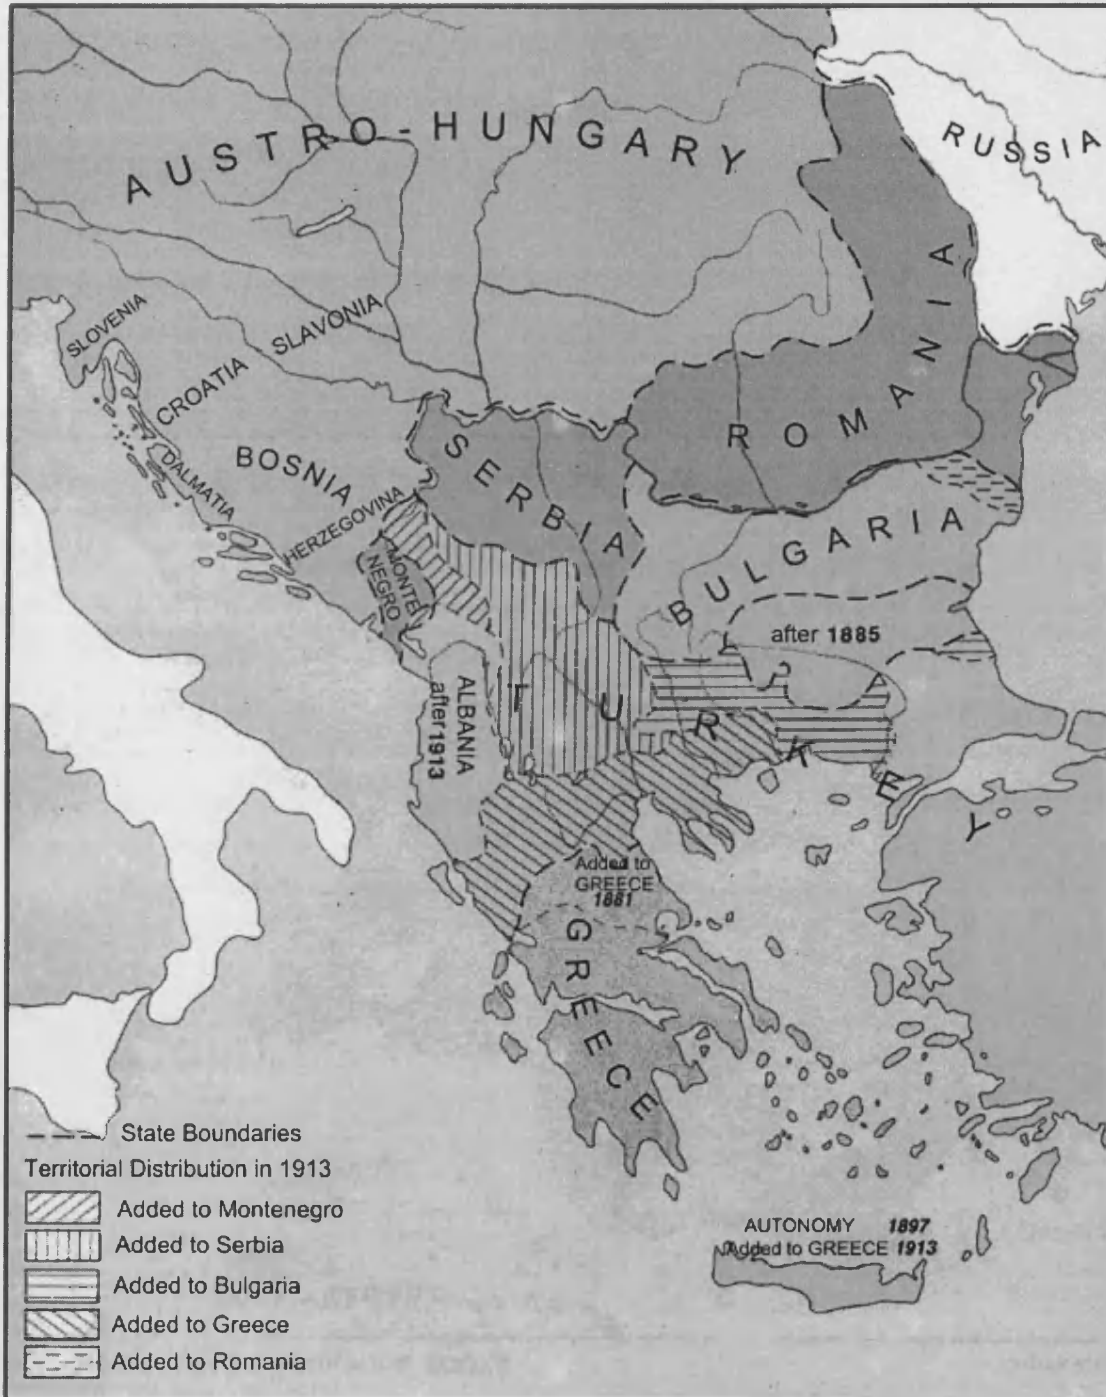 AUSTRO-HUNGARY
RUSSIA
ROMANIA
SLOVENIA
CROATIA
SLAVONIA
BOSNIA
DALMATIA
HERZEGOVINA
SERBIA
MONTE
NEGRO
BULGARIA
after 1885
ALBANIA
after 1913
TURKEY
Added to
GREECE
1881
GREECE
AUTONOMY 1897
Added to GREECE 1913
State Boundaries
Territorial Distribution in 1913
Added to Montenegro
Added to Serbia
Added to Bulgaria
Added to Greece
Added to Romania